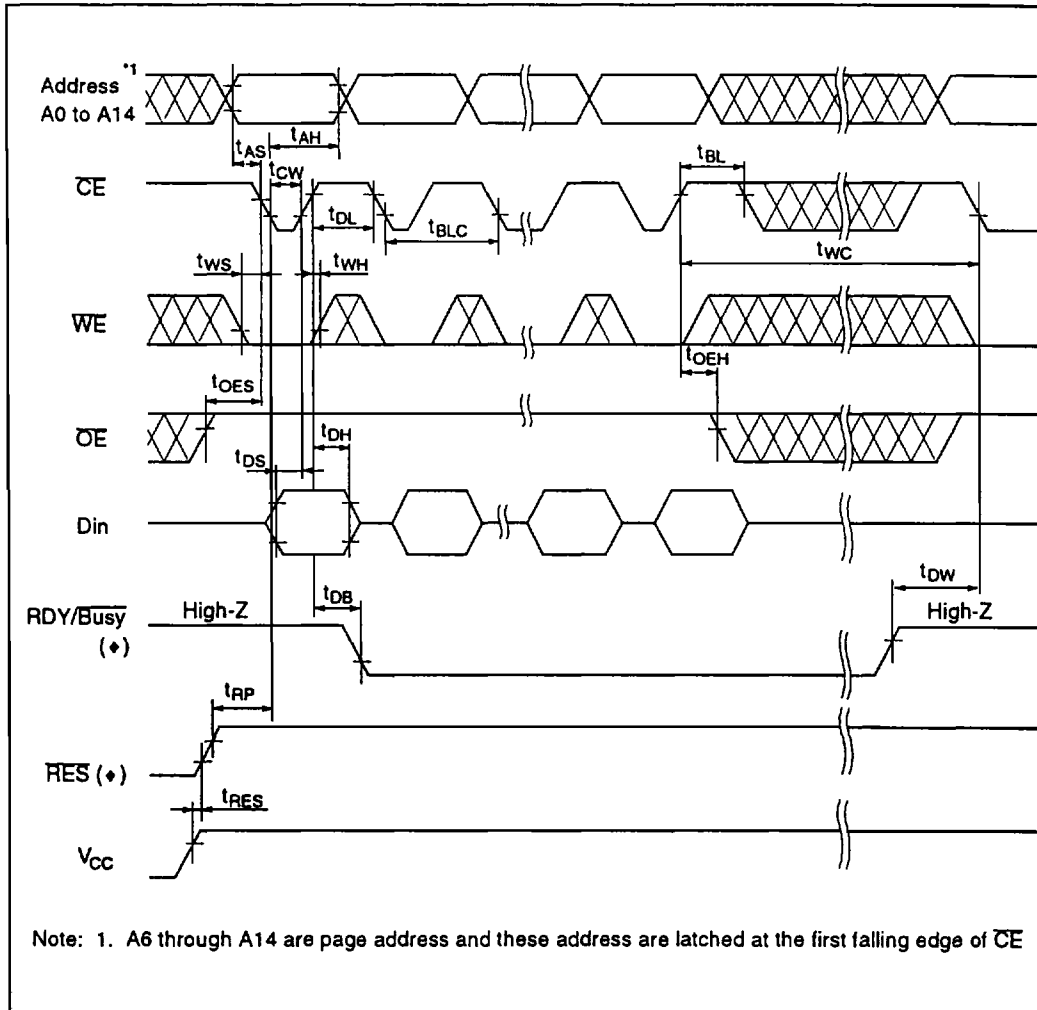 Address *1
A0 to A14
tAH
tAS
tCW
tBL
CE
tDL
tBLC
tWC
tWS
tWH
WE
tOES
tOEH
OE
tDH
tDS
Din
tDB
tDW
RDY/Busy
High-Z
High-Z
(♦)
tRP
RES (♦)
tRES
VCC
Note: 1. A6 through A14 are page address and these address are latched at the first falling edge of CE